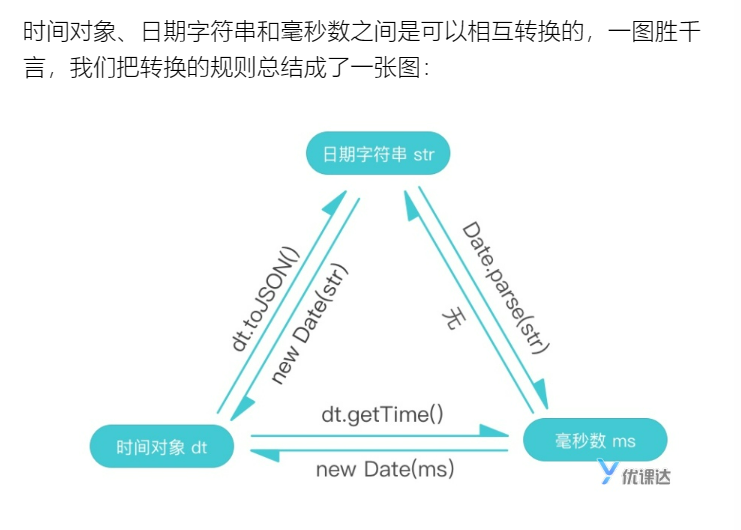 时间对象、日期字符串和毫秒数之间是可以相互转换的，一图胜千
言，我们把转换的规则总结成了一张图：
日期字符串 str
dt.toJSON()
new Date(str)
Date.parse(str)
无
dt.getTime()
时间对象 dt
毫秒数 ms
new Date(ms)
优课达